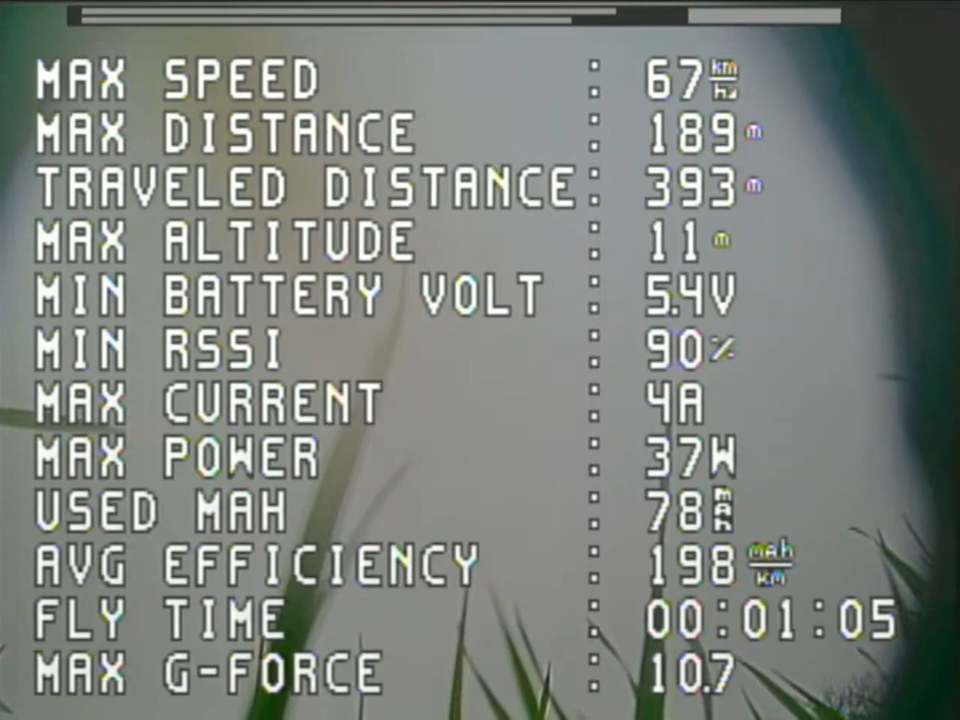 MAX SPEED : 67 km/h
MAX DISTANCE : 189 m
TRAVELED DISTANCE : 393 m
MAX ALTITUDE : 11 m
MIN BATTERY VOLT : 5.4V
MIN RSSI : 90%
MAX CURRENT : 4A
MAX POWER : 37W
USED MAH : 78 mAh
AVG EFFICIENCY : 198 mAh/km
FLY TIME : 00:01:05
MAX G-FORCE : 10.7